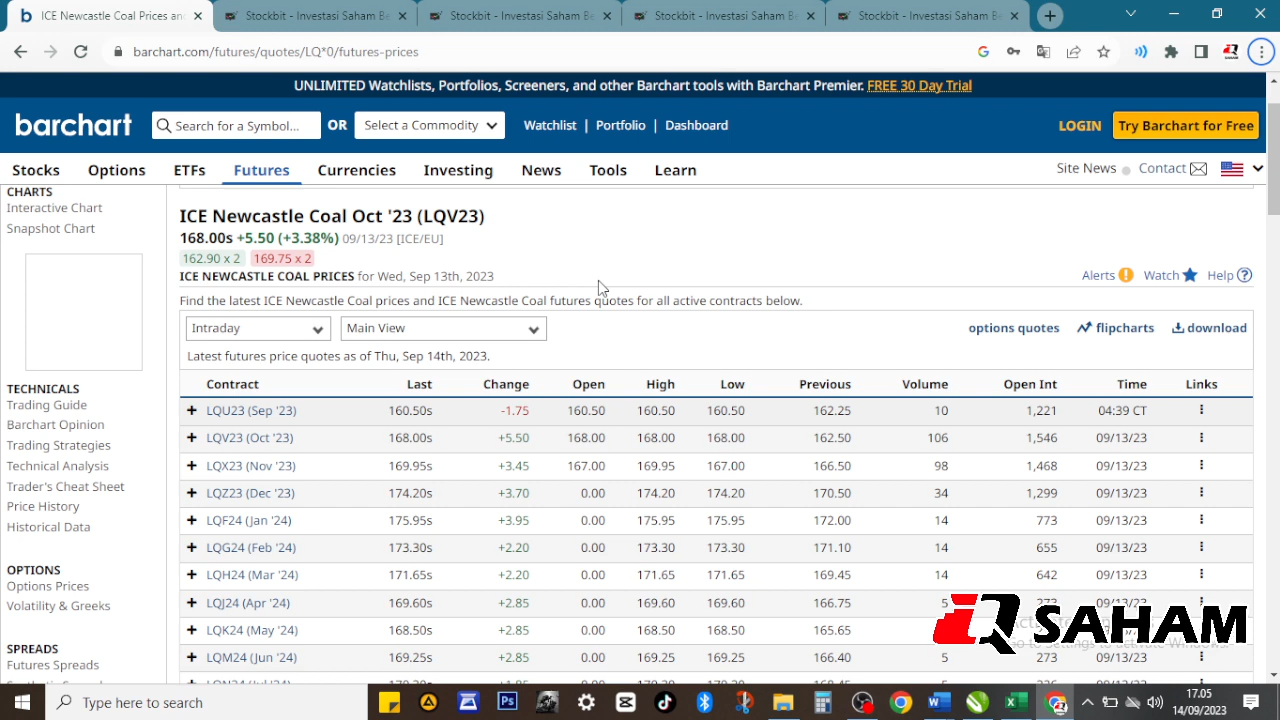 ICE Newcastle Coal Prices an
Stockbit - Investasi Saham Be
Stockbit - Investasi Saham Be
Stockbit - Investasi Saham Be
Stockbit - Investasi Saham Be
barchart.com/futures/quotes/LQ*0/futures-prices
UNLIMITED Watchlists, Portfolios, Screeners, and other Barchart tools with Barchart Premier. FREE 30 Day Trial
barchart Search for a Symbol... OR Select a Commodity Watchlist | Portfolio | Dashboard LOGIN Try Barchart for Free
Stocks Options ETFs Futures Currencies Investing News Tools Learn Site News Contact
CHARTS
Interactive Chart
Snapshot Chart
TECHNICALS
Trading Guide
Barchart Opinion
Trading Strategies
Technical Analysis
Trader's Cheat Sheet
Price History
Historical Data
OPTIONS
Options Prices
Volatility & Greeks
SPREADS
Futures Spreads
ICE Newcastle Coal Oct '23 (LQV23)
168.00s +5.50 (+3.38%) 09/13/23 [ICE/EU]
162.90 x 2 169.75 x 2
ICE NEWCASTLE COAL PRICES for Wed, Sep 13th, 2023
Alerts Watch Help
Find the latest ICE Newcastle Coal prices and ICE Newcastle Coal futures quotes for all active contracts below.
Intraday Main View options quotes flipcharts download
Latest futures price quotes as of Thu, Sep 14th, 2023.
Contract Last Change Open High Low Previous Volume Open Int Time Links
+ LQU23 (Sep '23) 160.50s -1.75 160.50 160.50 160.50 162.25 10 1,221 04:39 CT
+ LQV23 (Oct '23) 168.00s +5.50 168.00 168.00 168.00 162.50 106 1,546 09/13/23
+ LQX23 (Nov '23) 169.95s +3.45 167.00 169.95 167.00 166.50 98 1,468 09/13/23
+ LQZ23 (Dec '23) 174.20s +3.70 0.00 174.20 174.20 170.50 34 1,299 09/13/23
+ LQF24 (Jan '24) 175.95s +3.95 0.00 175.95 175.95 172.00 14 773 09/13/23
+ LQG24 (Feb '24) 173.30s +2.20 0.00 173.30 173.30 171.10 14 655 09/13/23
+ LQH24 (Mar '24) 171.65s +2.20 0.00 171.65 171.65 169.45 14 642 09/13/23
+ LQJ24 (Apr '24) 169.60s +2.85 0.00 169.60 169.60 166.75 5
+ LQK24 (May '24) 168.50s +2.85 0.00 168.50 168.50 165.65
+ LQM24 (Jun '24) 169.25s +2.85 0.00 169.25 169.25 166.40 5 273 09/13/23
IQ SAHAM
Type here to search
17.05
14/09/2023